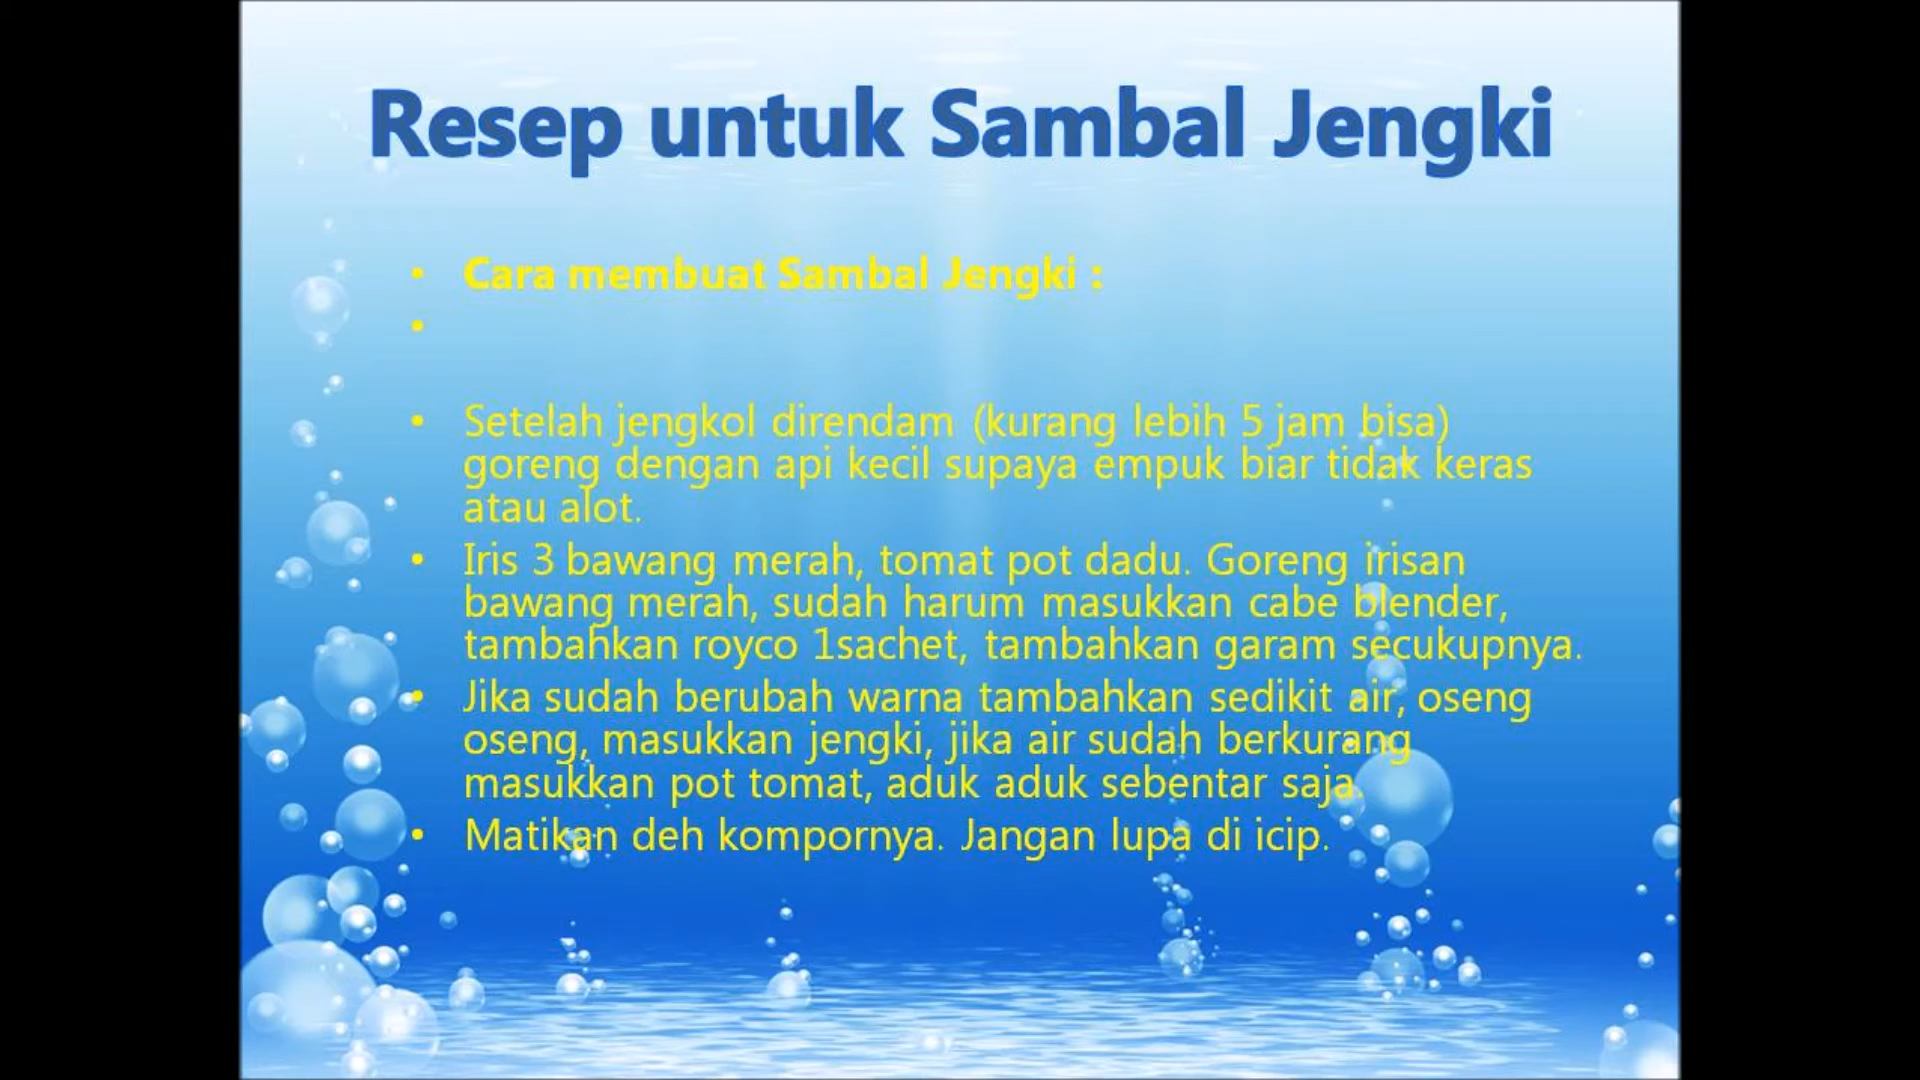 Resep untuk Sambal Jengki
• Cara membuat Sambal Jengki :
•
• Setelah jengkol direndam (kurang lebih 5 jam bisa)
goreng dengan api kecil supaya empuk biar tidak keras
atau alot.
• Iris 3 bawang merah, tomat pot dadu. Goreng irisan
bawang merah, sudah harum masukkan cabe blender,
tambahkan royco 1sachet, tambahkan garam secukupnya.
• Jika sudah berubah warna tambahkan sedikit air, oseng
oseng, masukkan jengki, jika air sudah berkurang
masukkan pot tomat, aduk aduk sebentar saja.
• Matikan deh kompornya. Jangan lupa di icip.